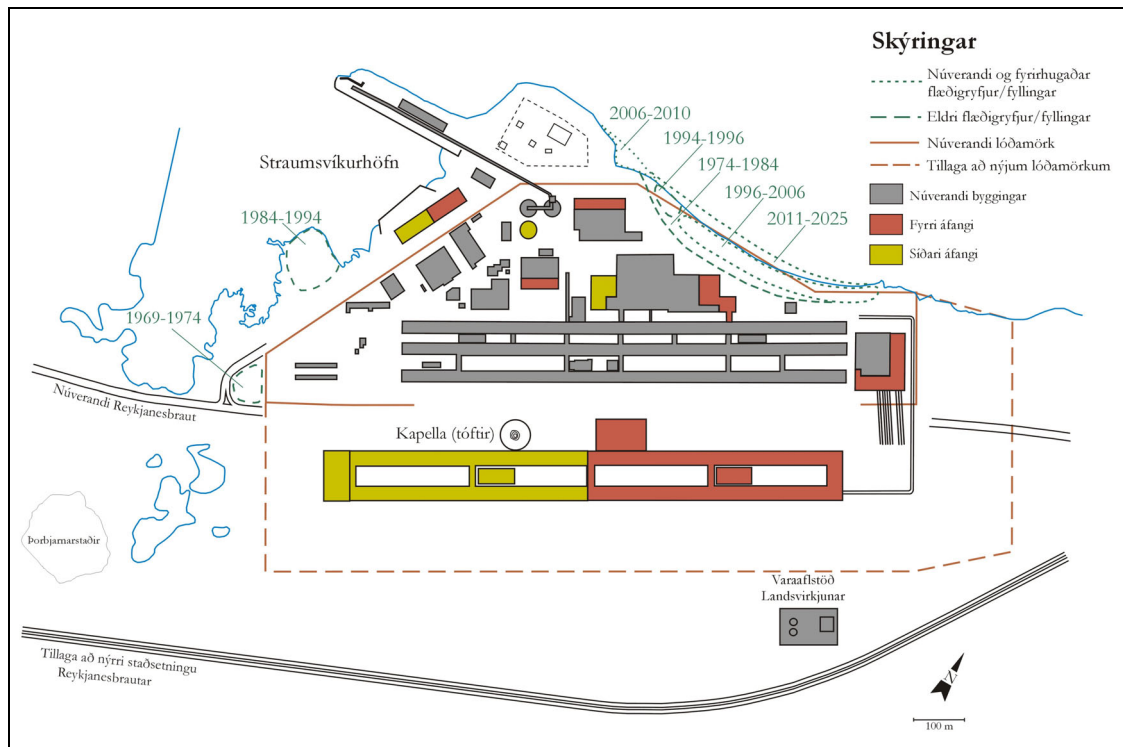 Skýringar
Núverandi og fyrirhugaðar
flæðigryfjur/fyllingar
Eldri flæðigryfjur/fyllingar
Núverandi lóðamörk
Tillaga að nýjum lóðamörkum
Núverandi byggingar
Fyrri áfangi
Síðari áfangi
2006-2010
1994-1996
1974-1984
1996-2006
2011-2025
Straumsvíkurhöfn
1984-1994
1969-1974
Núverandi Reykjanesbraut
Kapella (tóftir)
Þorbjarnarstaðir
Varaaflstöð
Landsvirkjunar
Tillaga að nýrri staðsetningu
Reykjanesbrautar
N
100 m